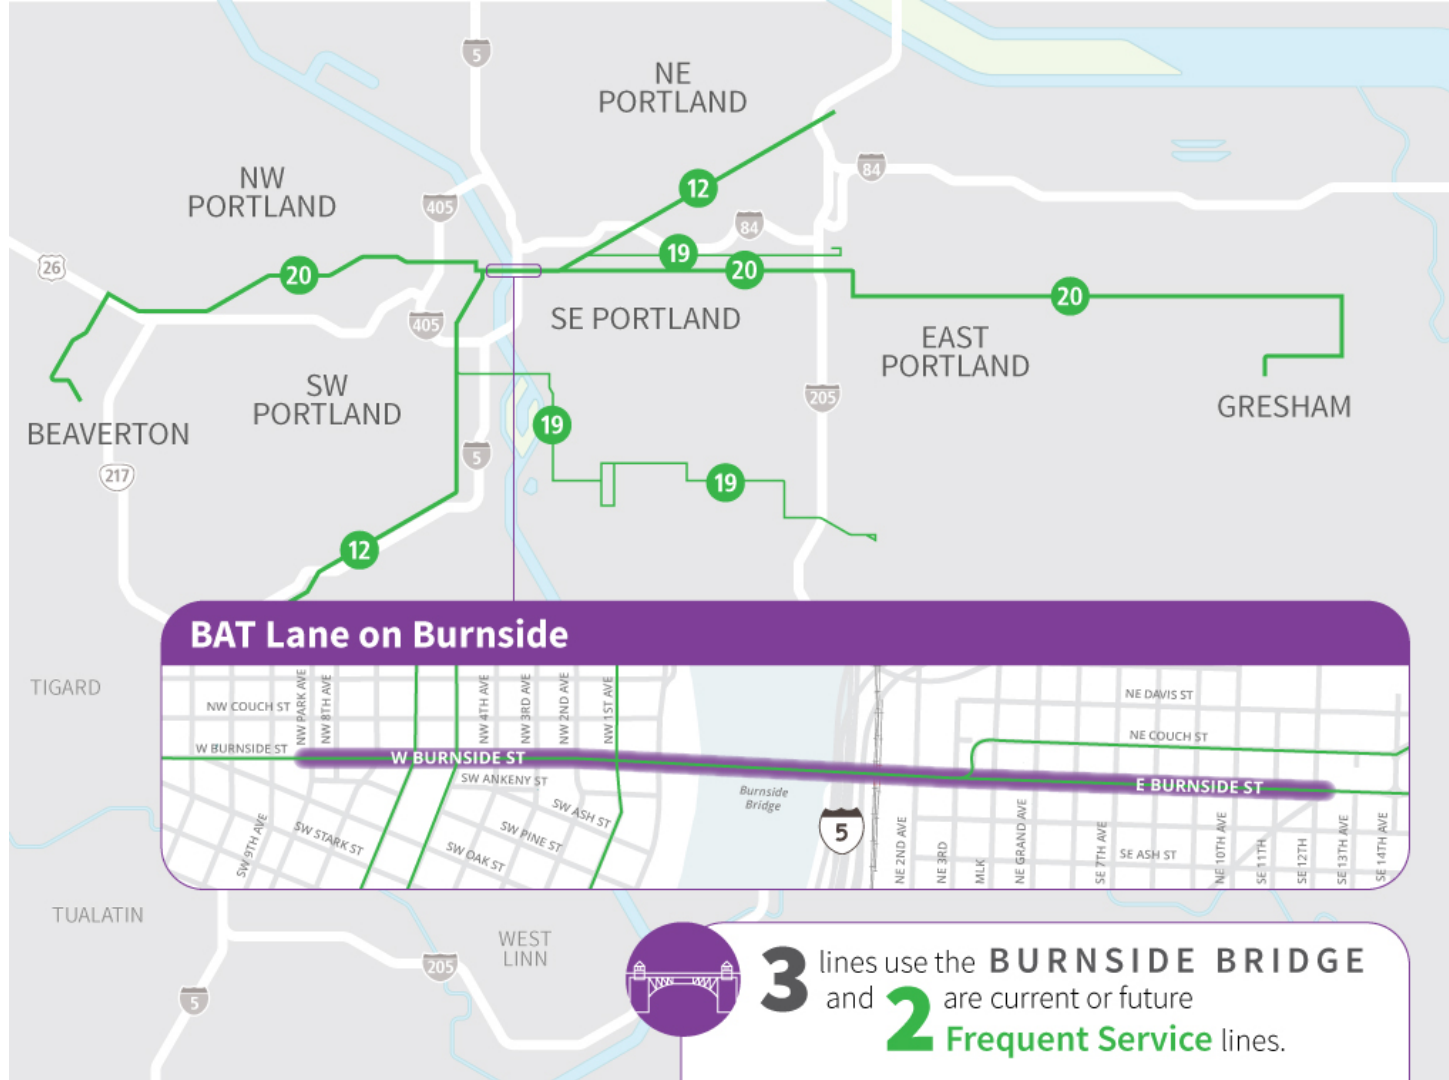 5
NE
PORTLAND
84
12
NW
PORTLAND
405
84
19
26
20
20
20
405
SE PORTLAND
EAST
PORTLAND
SW
PORTLAND
205
GRESHAM
BEAVERTON
19
5
217
19
12
BAT Lane on Burnside
TIGARD
NW COUCH ST
NW PARK AVE
NW 8TH AVE
NW 4TH AVE
NW 3RD AVE
NW 2ND AVE
NW 1ST AVE
NE DAVIS ST
NE COUCH ST
W BURNSIDE ST
W BURNSIDE ST
SW ANKENY ST
E BURNSIDE ST
Burnside
Bridge
SW ASH ST
SW 9TH AVE
SW STARK ST
SW PINE ST
SW OAK ST
5
NE 2ND AVE
NE 3RD
MLK
NE GRAND AVE
SE 7TH AVE
SE ASH ST
NE 10TH AVE
SE 11TH
SE 12TH
SE 13TH AVE
SE 14TH AVE
TUALATIN
WEST
LINN
205
5
3 lines use the BURNSIDE BRIDGE
and 2 are current or future
Frequent Service lines.